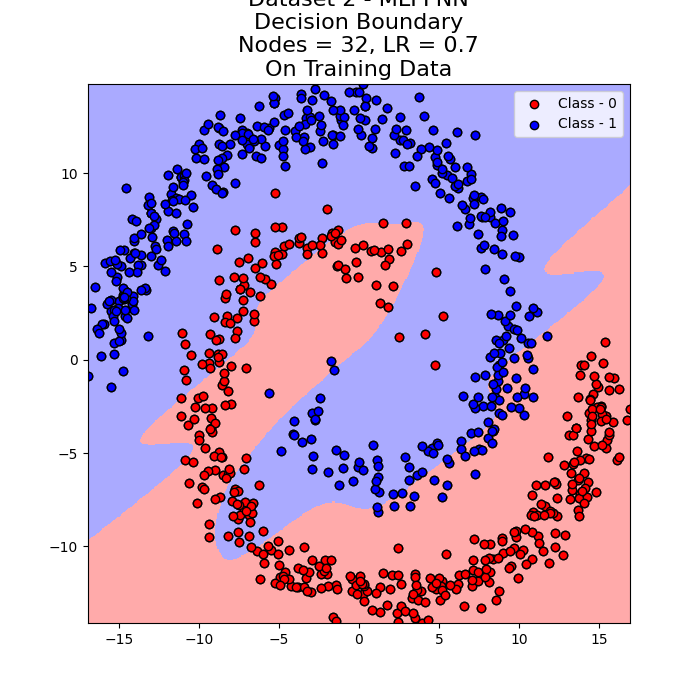 Dataset 2 - MLFFNN
Decision Boundary
Nodes = 32, LR = 0.7
On Training Data
Class - 0
Class - 1
10
5
0
−5
−10
−15
−10
−5
0
5
10
15